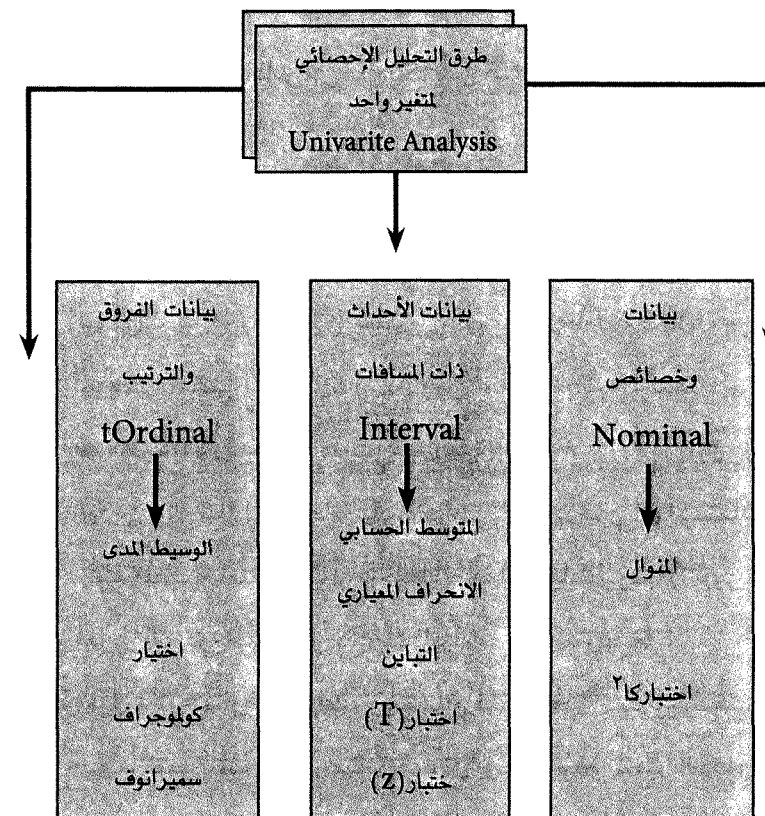 طرق التحليل الإحصائي
لمتغير واحد
Univarite Analysis
بيانات
وخصائص
Nominal
المنوال
اختباركا٢
بيانات الأحداث
ذات المسافات
Interval
المتوسط الحسابي
الانحراف المعياري
التباين
اختبار(T)
ختبار(z)
بيانات الفروق
والترتيب
tOrdinal
الوسيط المدى
اختيار
كولموجراف
سميرانوف